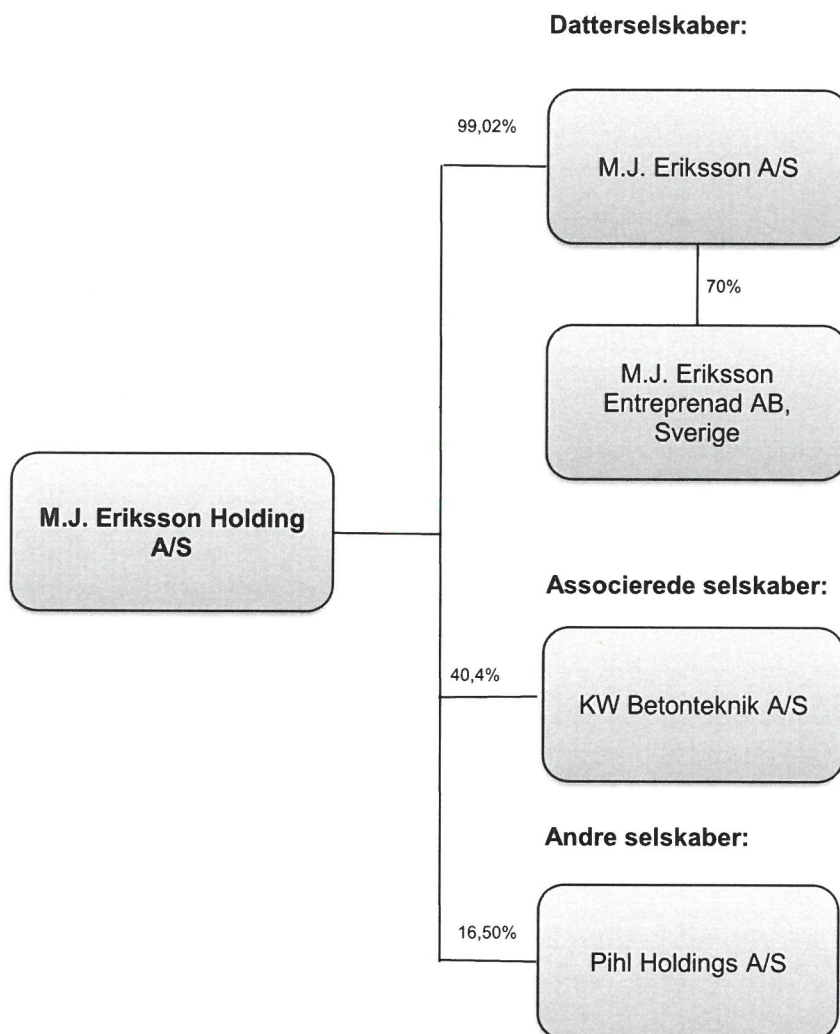 Datterselskaber:
99,02%
M.J. Eriksson A/S
70%
M.J. Eriksson
Entreprenad AB,
Sverige
M.J. Eriksson Holding
A/S
Associerede selskaber:
40,4%
KW Betonteknik A/S
Andre selskaber:
16,50%
Pihl Holdings A/S